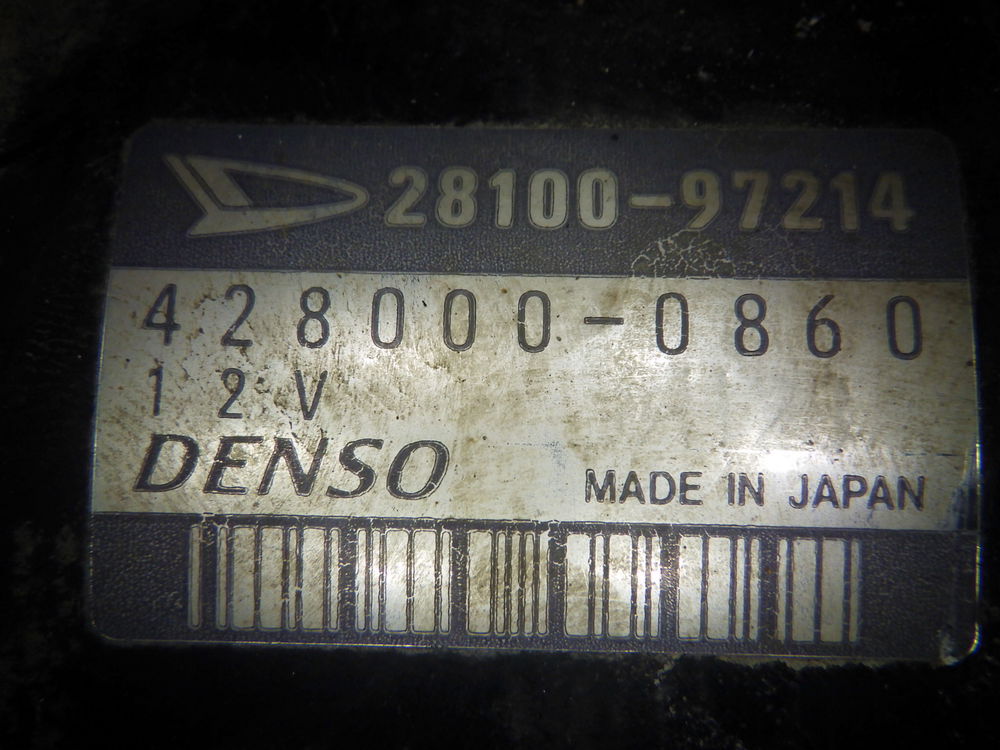 28100-97214
428000-0860
12V
DENSO
MADE IN JAPAN